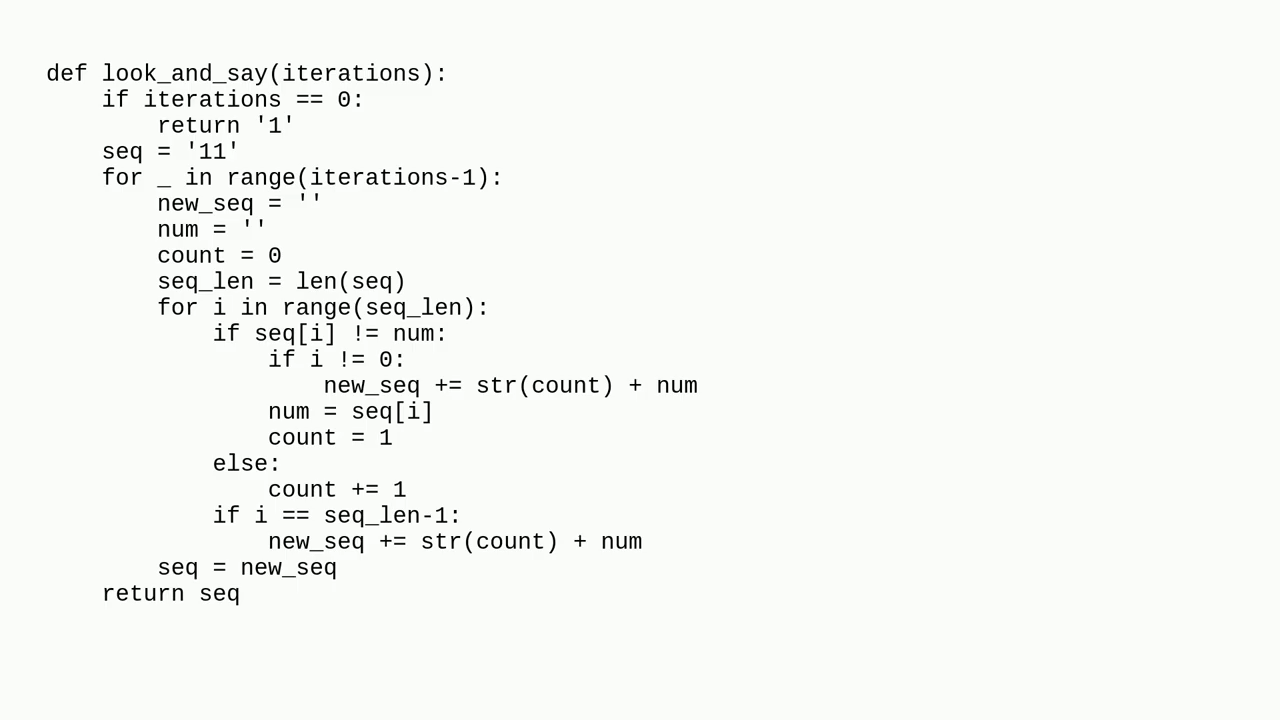 def look_and_say(iterations):
    if iterations == 0:
        return '1'
    seq = '11'
    for _ in range(iterations-1):
        new_seq = ''
        num = ''
        count = 0
        seq_len = len(seq)
        for i in range(seq_len):
            if seq[i] != num:
                if i != 0:
                    new_seq += str(count) + num
                num = seq[i]
                count = 1
            else:
                count += 1
            if i == seq_len-1:
                new_seq += str(count) + num
        seq = new_seq
    return seq